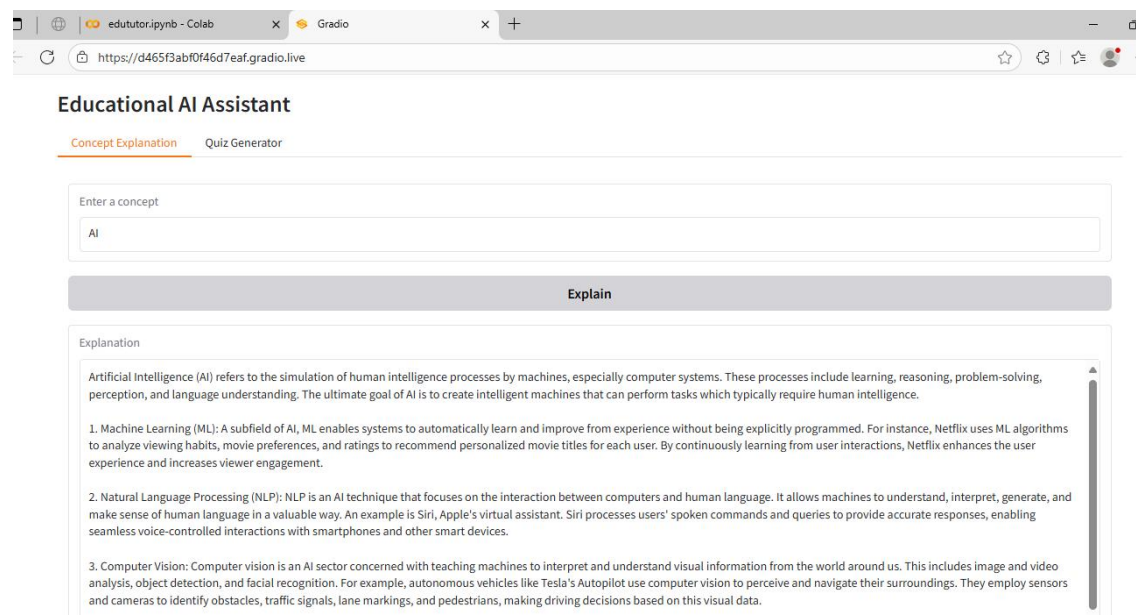 edututor.ipynb - Colab
Gradio
https://d465f3abf0f46d7eaf.gradio.live
Educational AI Assistant
Concept Explanation
Quiz Generator
Enter a concept
AI
Explain
Explanation
Artificial Intelligence (AI) refers to the simulation of human intelligence processes by machines, especially computer systems. These processes include learning, reasoning, problem-solving,
perception, and language understanding. The ultimate goal of AI is to create intelligent machines that can perform tasks which typically require human intelligence.
1. Machine Learning (ML): A subfield of AI, ML enables systems to automatically learn and improve from experience without being explicitly programmed. For instance, Netflix uses ML algorithms
to analyze viewing habits, movie preferences, and ratings to recommend personalized movie titles for each user. By continuously learning from user interactions, Netflix enhances the user
experience and increases viewer engagement.
2. Natural Language Processing (NLP): NLP is an AI technique that focuses on the interaction between computers and human language. It allows machines to understand, interpret, generate, and
make sense of human language in a valuable way. An example is Siri, Apple's virtual assistant. Siri processes users' spoken commands and queries to provide accurate responses, enabling
seamless voice-controlled interactions with smartphones and other smart devices.
3. Computer Vision: Computer vision is an AI sector concerned with teaching machines to interpret and understand visual information from the world around us. This includes image and video
analysis, object detection, and facial recognition. For example, autonomous vehicles like Tesla's Autopilot use computer vision to perceive and navigate their surroundings. They employ sensors
and cameras to identify obstacles, traffic signals, lane markings, and pedestrians, making driving decisions based on this visual data.